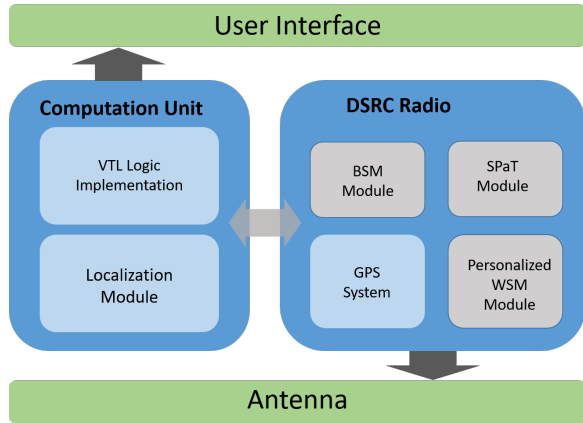 User Interface
Computation Unit
VTL Logic
Implementation
Localization
Module
DSRC Radio
BSM
Module
SPaT
Module
GPS
System
Personalized
WSM
Module
Antenna